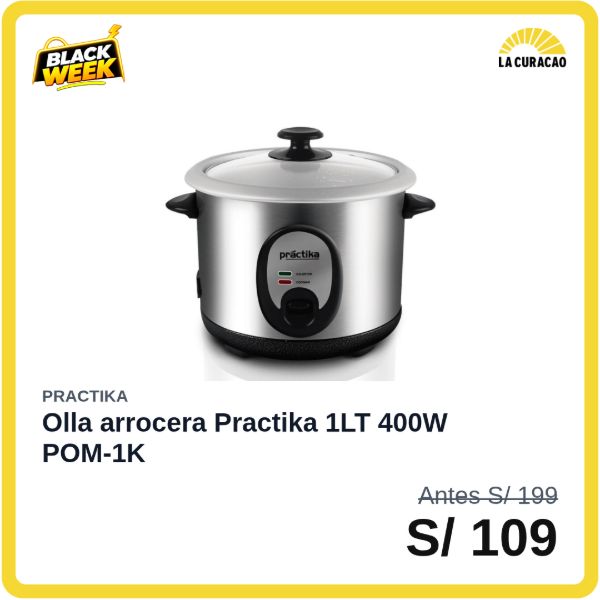 BLACK
WEEK
LA CURACAO
práctika
PRACTIKA
Olla arrocera Practika 1LT 400W
POM-1K
Antes S/ 199
S/ 109